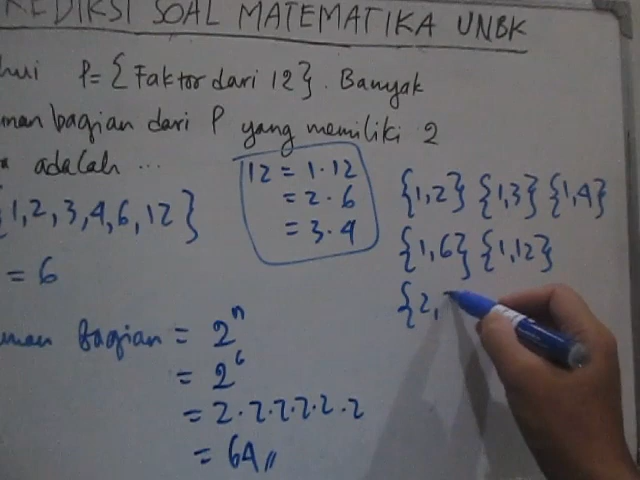 REDIKSI SOAL MATEMATIKA UNBK
hui P = { Faktor dari 12 } . Banyak
nan bagian dari P yang memiliki 2
a adalah ...
12 = 1 . 12
= 2 . 6
= 3 . 4
{1, 2, 3, 4, 6, 12}
= 6
unan bagian = 2ⁿ
= 2⁶
= 2 . 2 . 2 . 2 . 2 . 2
= 64 //
{1, 2} {1, 3} {1, 4}
{1, 6} {1, 12}
{2,